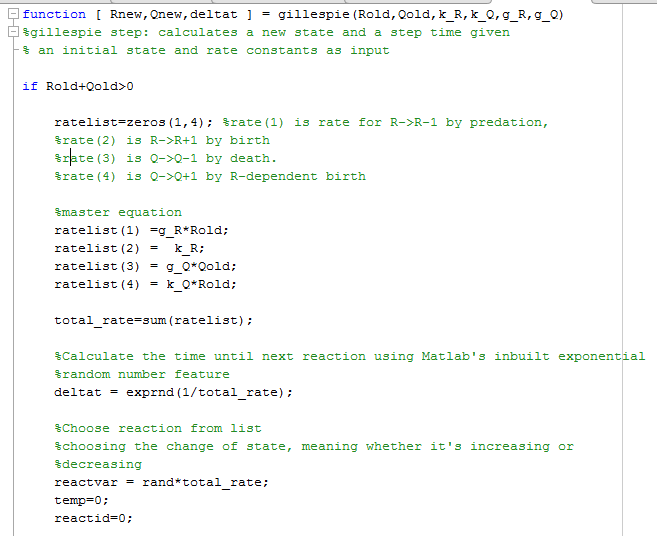 function [ Rnew,Qnew,deltat ] = gillespie(Rold,Qold,k_R,k_Q,g_R,g_Q)
%gillespie step: calculates a new state and a step time given
% an initial state and rate constants as input
if Rold+Qold>0
ratelist=zeros(1,4); %rate(1) is rate for R->R-1 by predation,
%rate(2) is R->R+1 by birth
%rate(3) is Q->Q-1 by death.
%rate(4) is Q->Q+1 by R-dependent birth
%master equation
ratelist(1) =g_R*Rold;
ratelist(2) =  k_R;
ratelist(3) = g_Q*Qold;
ratelist(4) = k_Q*Rold;
total_rate=sum(ratelist);
%Calculate the time until next reaction using Matlab's inbuilt exponential
%random number feature
deltat = exprnd(1/total_rate);
%Choose reaction from list
%choosing the change of state, meaning whether it's increasing or
%decreasing
reactvar = rand*total_rate;
temp=0;
reactid=0;